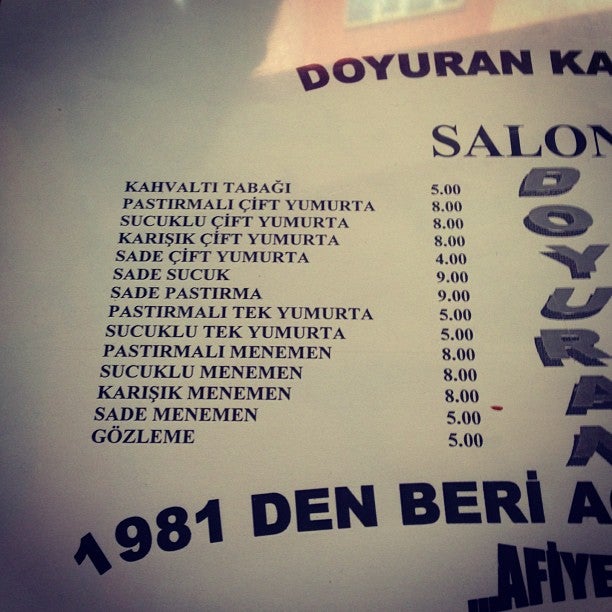 DOYURAN KA
SALON
KAHVALTI TABAĞI 5.00
PASTIRMALI ÇİFT YUMURTA 8.00
SUCUKLU ÇİFT YUMURTA 8.00
KARIŞIK ÇİFT YUMURTA 8.00
SADE ÇİFT YUMURTA 4.00
SADE SUCUK 9.00
SADE PASTIRMA 9.00
PASTIRMALI TEK YUMURTA 5.00
SUCUKLU TEK YUMURTA 5.00
PASTIRMALI MENEMEN 8.00
SUCUKLU MENEMEN 8.00
KARIŞIK MENEMEN 8.00
SADE MENEMEN 5.00
GÖZLEME 5.00
DOYURAN
1981 DEN BERİ A
...AFİYE